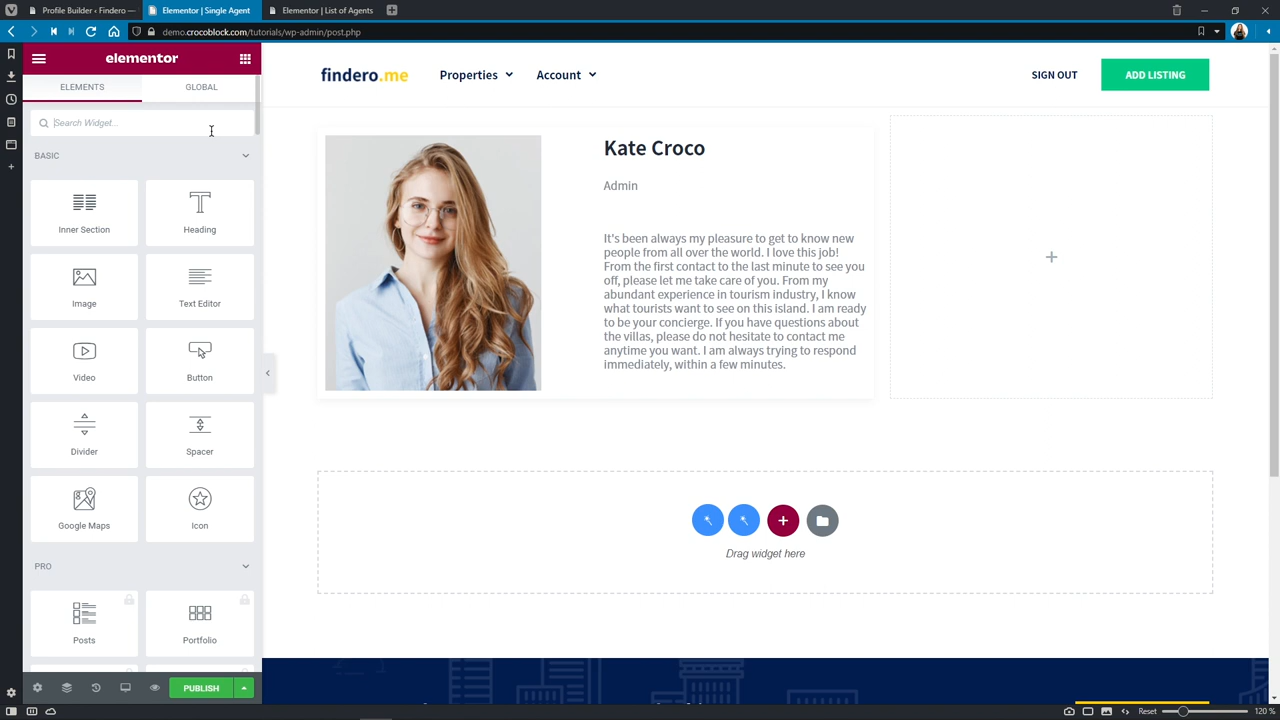 Profile Builder ‹ Findero —
Elementor | Single Agent
Elementor | List of Agents
demo.crocoblock.com/tutorials/wp-admin/post.php
elementor
ELEMENTS
GLOBAL
Search Widget...
BASIC
Inner Section
Heading
Image
Text Editor
Video
Button
Divider
Spacer
Google Maps
Icon
PRO
Posts
Portfolio
PUBLISH
findero.me
Properties
Account
SIGN OUT
ADD LISTING
Kate Croco
Admin
It's been always my pleasure to get to know new
people from all over the world. I love this job!
From the first contact to the last minute to see you
off, please let me take care of you. From my
abundant experience in tourism industry, I know
what tourists want to see on this island. I am ready
to be your concierge. If you have questions about
the villas, please do not hesitate to contact me
anytime you want. I am always trying to respond
immediately, within a few minutes.
Drag widget here
Reset
120 %